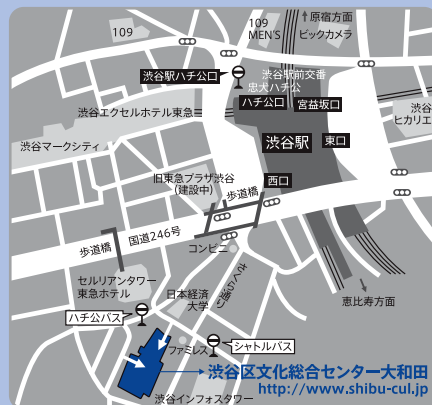 ↑原宿方面
109
109
MEN'S
ビックカメラ
渋谷駅ハチ公口
渋谷駅前交番
忠犬ハチ公
ハチ公口
宮益坂口
渋谷エクセルホテル東急
渋谷
ヒカリエ
渋谷マークシティ
渋谷駅
東口
旧東急プラザ渋谷
(建設中)
歩道橋
西口
国道246号
歩道橋
コンビニ
さくら通り
セルリアンタワー
東急ホテル
日本経済
大学
恵比寿方面
ハチ公バス
ファミレス
シャトルバス
渋谷区文化総合センター大和田
http://www.shibu-cul.jp
渋谷インフォスタワー